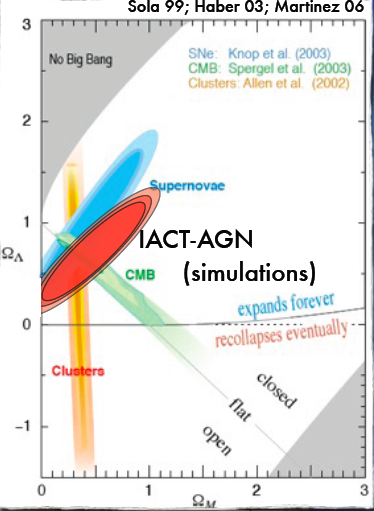 Sola 99; Haber 03; Martinez 06
3
No Big Bang
SNe: Knop et al. (2003)
CMB: Spergel et al. (2003)
Clusters: Allen et al. (2002)
2
Supernovae
1
IACT-AGN
Ω_Λ
CMB
(simulations)
expands forever
0
recollapses eventually
Clusters
closed
flat
-1
open
0
1
2
3
Ω_M